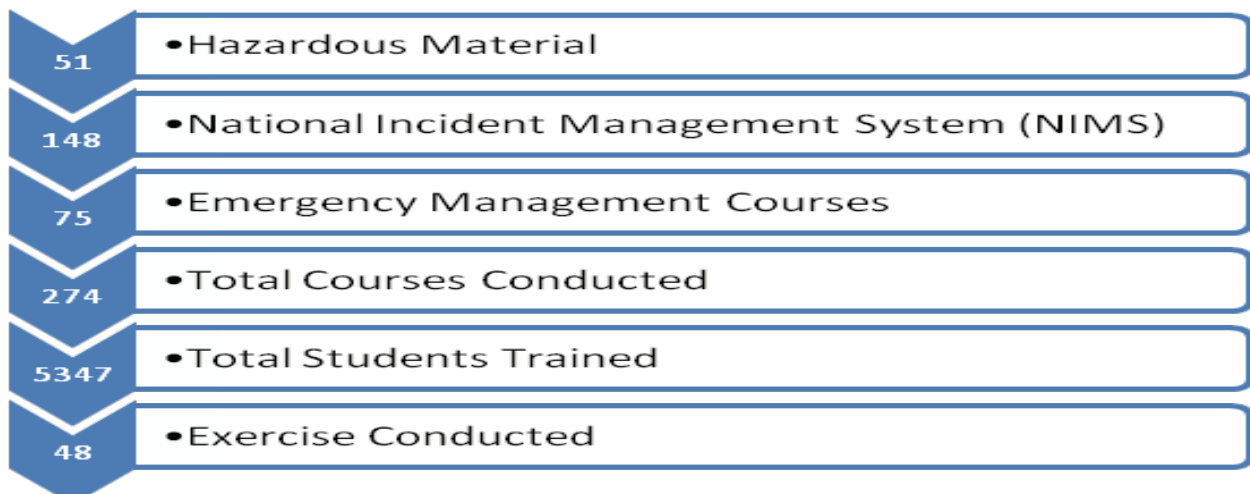 51 •Hazardous Material
148 •National Incident Management System (NIMS)
75 •Emergency Management Courses
274 •Total Courses Conducted
5347 •Total Students Trained
48 •Exercise Conducted